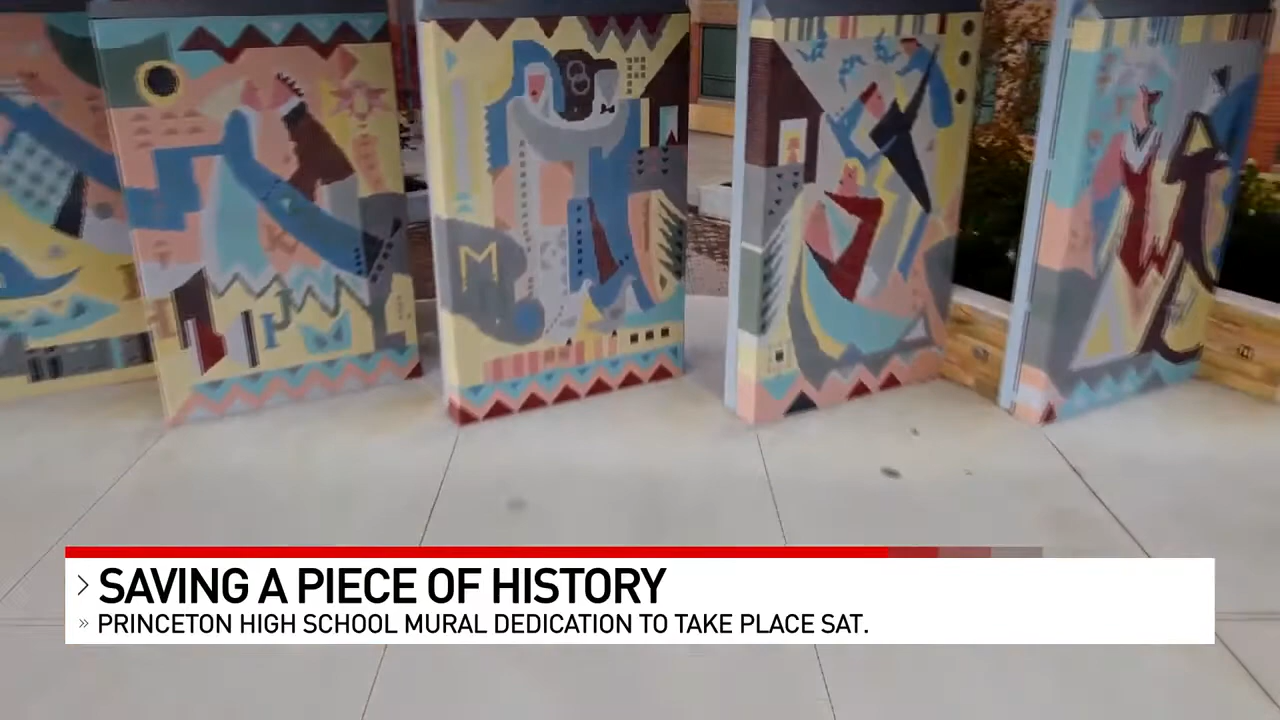 SAVING A PIECE OF HISTORY
PRINCETON HIGH SCHOOL MURAL DEDICATION TO TAKE PLACE SAT.